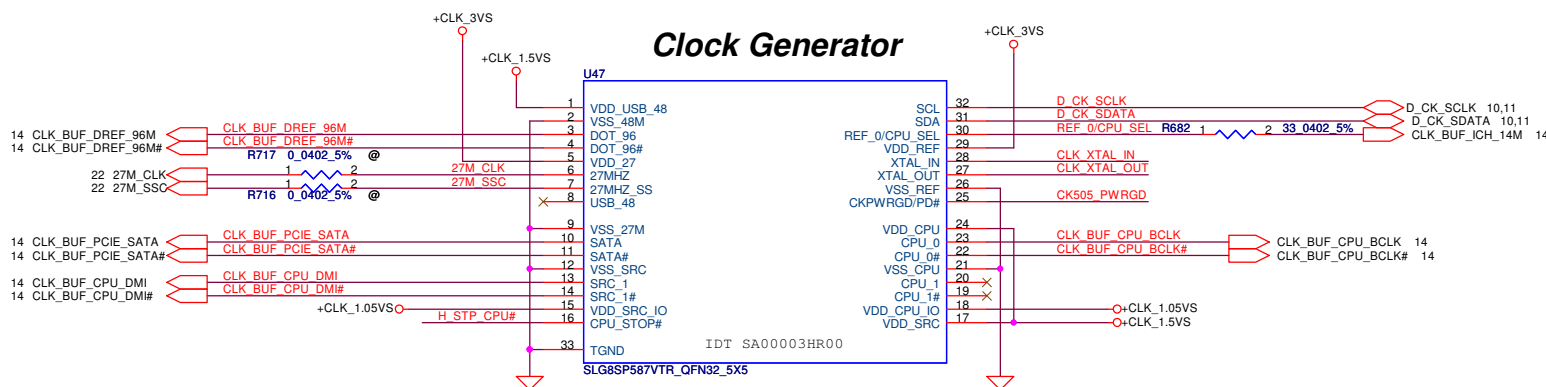 Clock Generator
+CLK_3VS
+CLK_1.5VS
+CLK_3VS
U47
1 VDD_USB_48
2 VSS_48M
14 CLK_BUF_DREF_96M CLK_BUF_DREF_96M 3 DOT_96
14 CLK_BUF_DREF_96M# CLK_BUF_DREF_96M# 4 DOT_96#
R717 0_0402_5% @ 5 VDD_27
22 27M_CLK 1 2 27M_CLK 6 27MHZ
22 27M_SSC 1 2 27M_SSC 7 27MHZ_SS
R716 0_0402_5% @ 8 USB_48
9 VSS_27M
14 CLK_BUF_PCIE_SATA CLK_BUF_PCIE_SATA 10 SATA
14 CLK_BUF_PCIE_SATA# CLK_BUF_PCIE_SATA# 11 SATA#
12 VSS_SRC
14 CLK_BUF_CPU_DMI CLK_BUF_CPU_DMI 13 SRC_1
14 CLK_BUF_CPU_DMI# CLK_BUF_CPU_DMI# 14 SRC_1#
+CLK_1.05VS 15 VDD_SRC_IO
H_STP_CPU# 16 CPU_STOP#
33 TGND
SCL 32 D_CK_SCLK D_CK_SCLK 10,11
SDA 31 D_CK_SDATA D_CK_SDATA 10,11
REF_0/CPU_SEL 30 REF_0/CPU_SEL R682 1 2 33_0402_5% CLK_BUF_ICH_14M 14
VDD_REF 29
XTAL_IN 28 CLK_XTAL_IN
XTAL_OUT 27 CLK_XTAL_OUT
VSS_REF 26
CKPWRGD/PD# 25 CK505_PWRGD
VDD_CPU 24
CPU_0 23 CLK_BUF_CPU_BCLK CLK_BUF_CPU_BCLK 14
CPU_0# 22 CLK_BUF_CPU_BCLK# CLK_BUF_CPU_BCLK# 14
VSS_CPU 21
CPU_1 20
CPU_1# 19
VDD_CPU_IO 18 +CLK_1.05VS
VDD_SRC 17 +CLK_1.5VS
IDT SA00003HR00
SLG8SP587VTR_QFN32_5X5